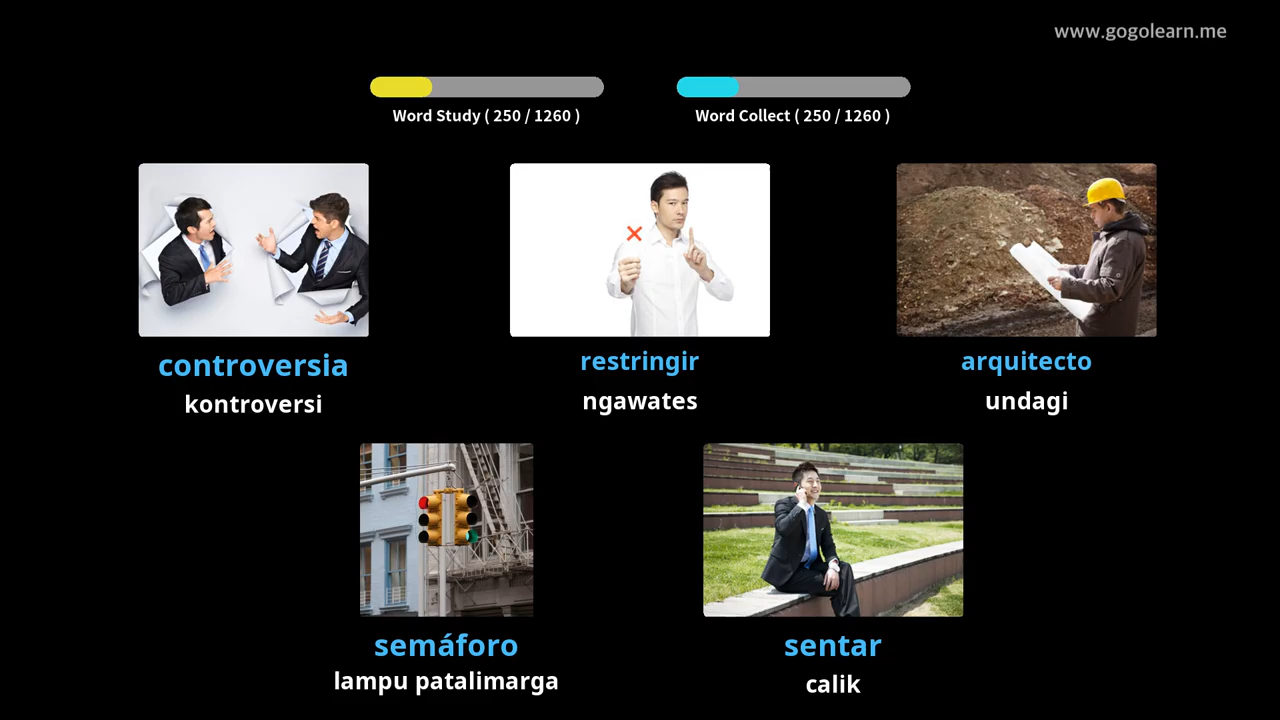 www.gogolearn.me
Word Study ( 250 / 1260 )
Word Collect ( 250 / 1260 )
controversia
kontroversi
restringir
ngawates
arquitecto
undagi
semáforo
lampu patalimarga
sentar
calik